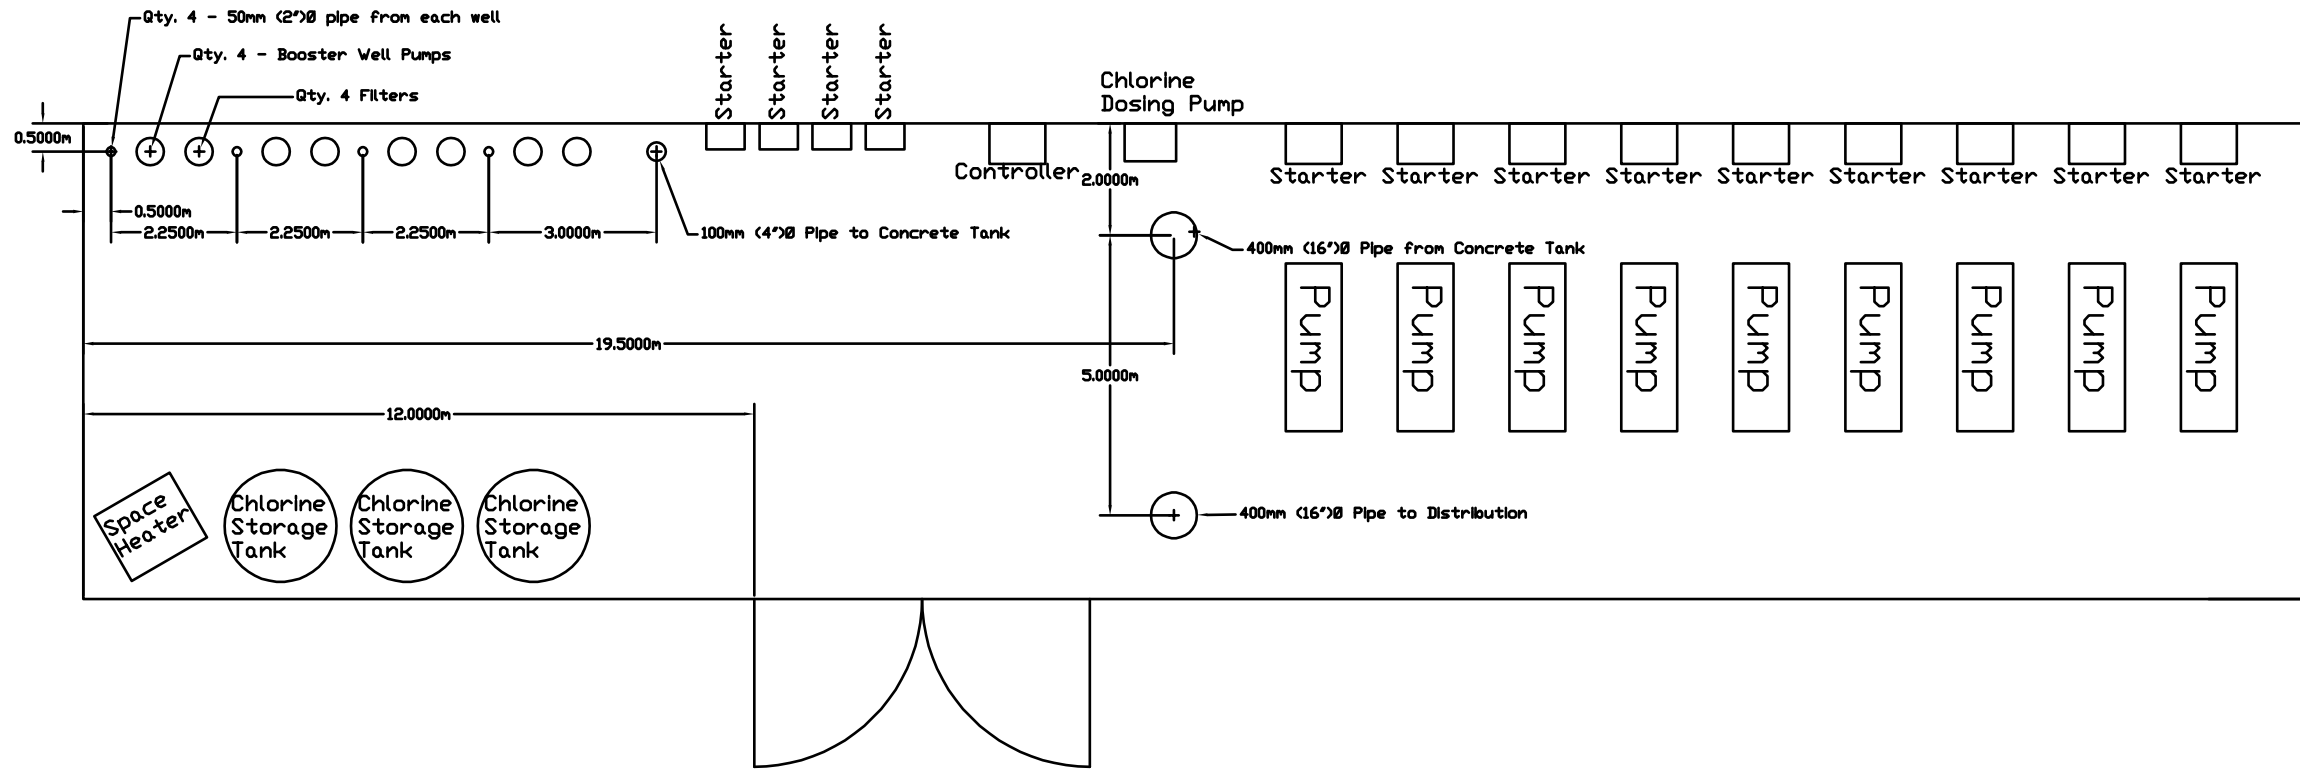 Qty. 4 - 50mm (2")Ø pipe from each well
Qty. 4 - Booster Well Pumps
Qty. 4 Filters
Starter
Starter
Starter
Starter
Chlorine
Dosing Pump
0.5000m
Controller
2.0000m
Starter
Starter
Starter
Starter
Starter
Starter
Starter
Starter
Starter
0.5000m
2.2500m
2.2500m
2.2500m
3.0000m
100mm (4")Ø Pipe to Concrete Tank
400mm (16")Ø Pipe from Concrete Tank
Pump
Pump
Pump
Pump
Pump
Pump
Pump
Pump
Pump
19.5000m
5.0000m
12.0000m
Space
Heater
Chlorine
Storage
Tank
Chlorine
Storage
Tank
Chlorine
Storage
Tank
400mm (16")Ø Pipe to Distribution